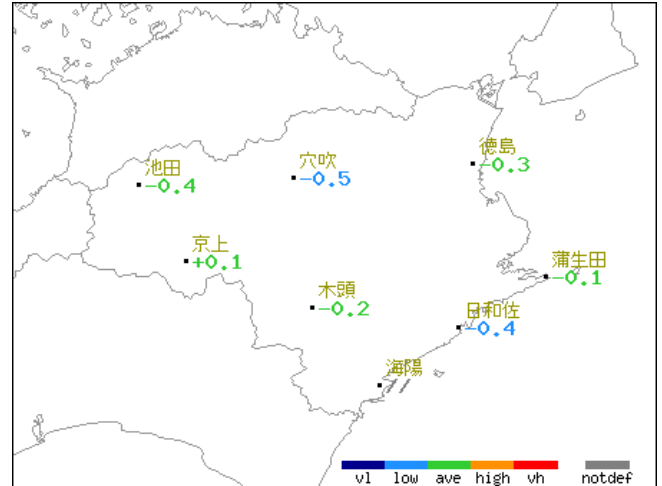 徳島
-0.3
穴吹
-0.5
池田
-0.4
京上
+0.1
蒲生田
-0.1
木頭
-0.2
日和佐
-0.4
海陽
//
vl low ave high vh notdef